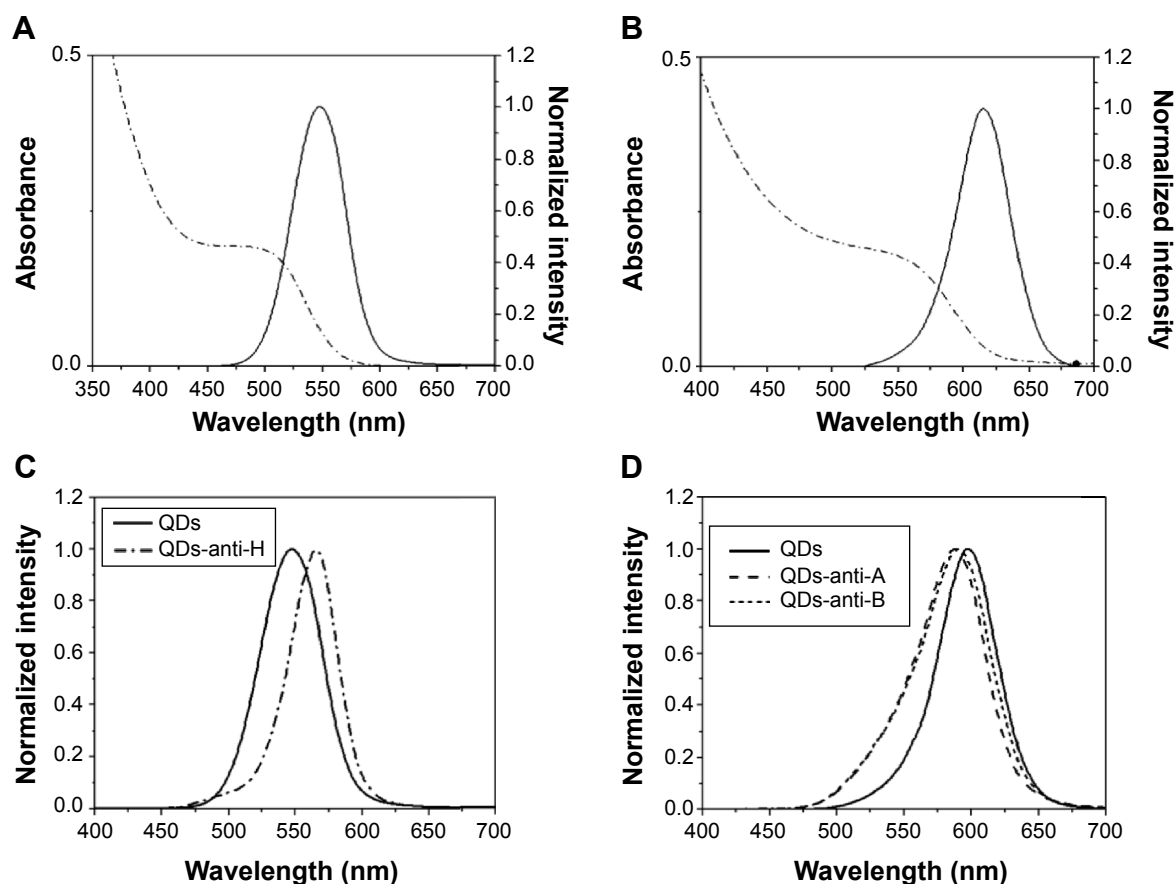 A
0.5
0.0
Absorbance
1.2
1.0
0.8
0.6
0.4
0.2
0.0
Normalized intensity
350 400 450 500 550 600 650 700
Wavelength (nm)
B
0.5
0.0
Absorbance
1.2
1.0
0.8
0.6
0.4
0.2
0.0
Normalized intensity
400 450 500 550 600 650 700
Wavelength (nm)
C
1.2
1.0
0.8
0.6
0.4
0.2
0.0
Normalized intensity
QDs
QDs-anti-H
400 450 500 550 600 650 700
Wavelength (nm)
D
1.2
1.0
0.8
0.6
0.4
0.2
0.0
Normalized intensity
QDs
QDs-anti-A
QDs-anti-B
400 450 500 550 600 650 700
Wavelength (nm)